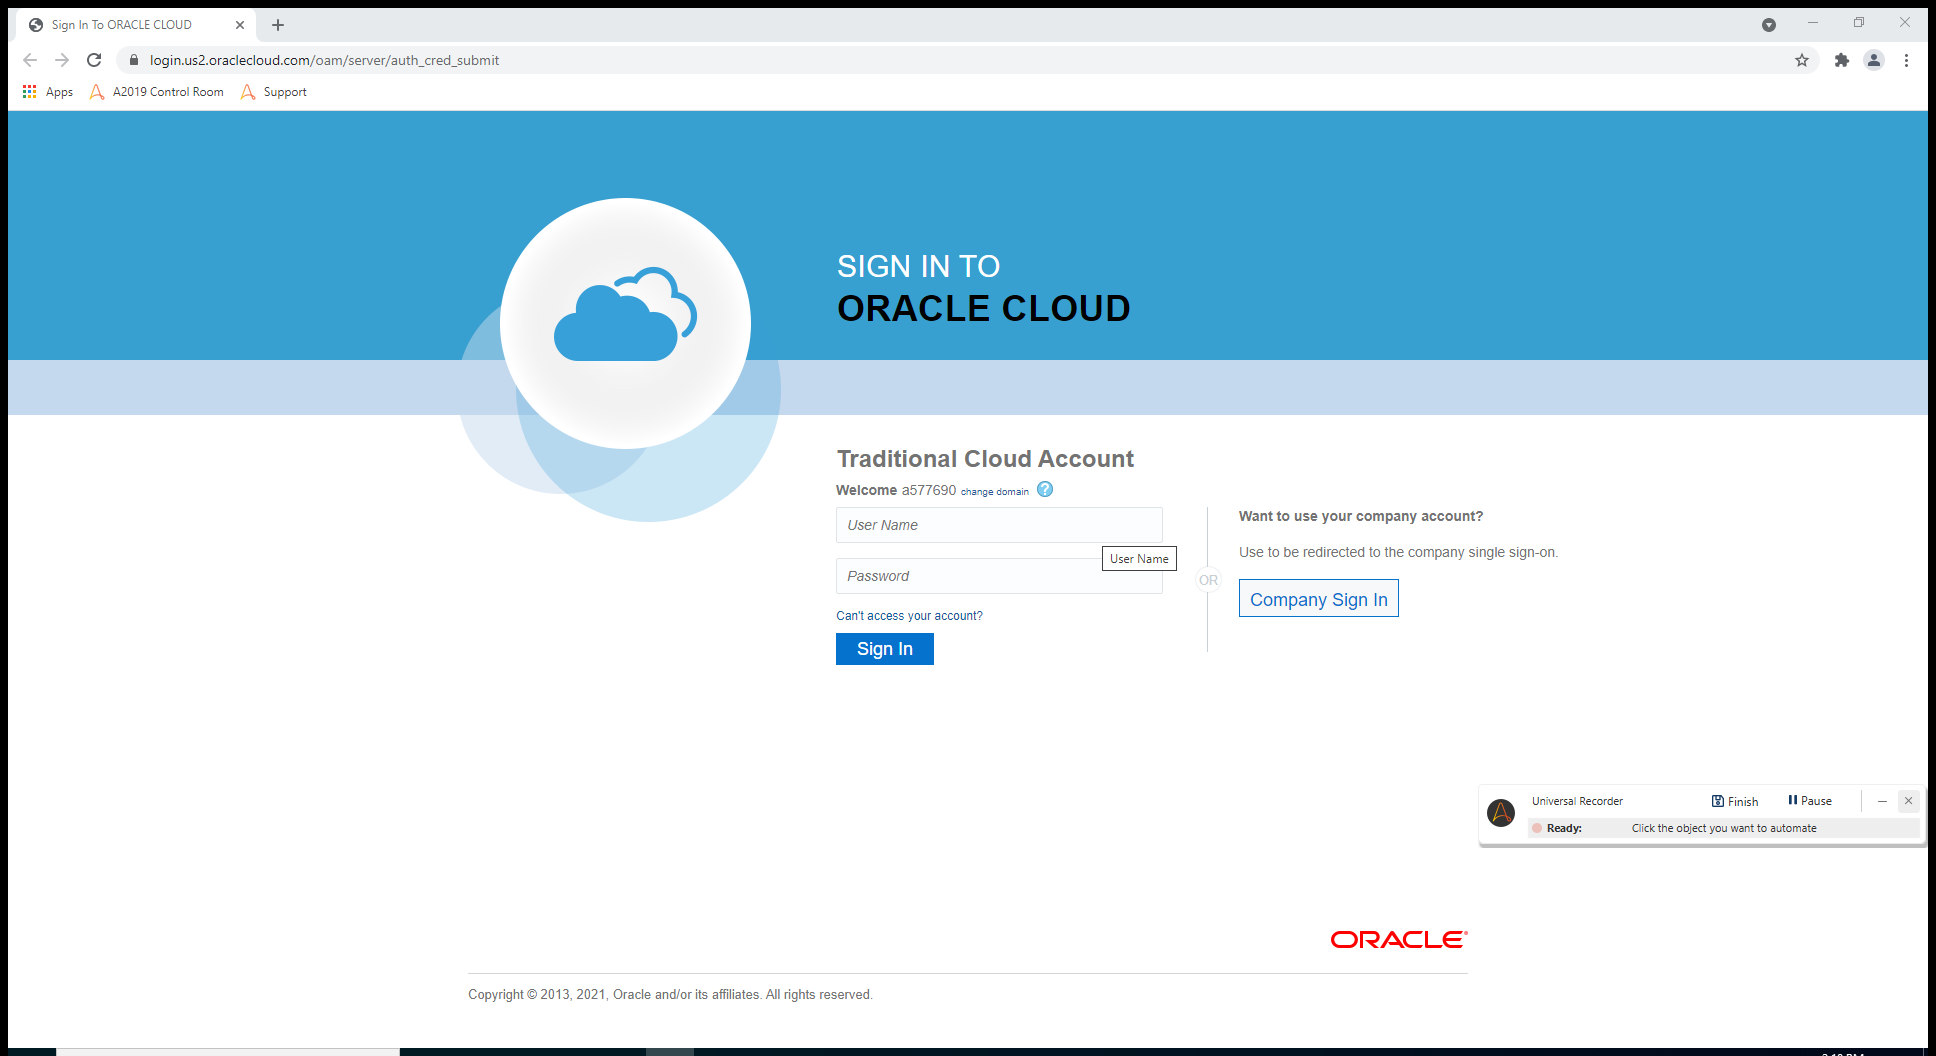 Sign In To ORACLE CLOUD
login.us2.oraclecloud.com/oam/server/auth_cred_submit
Apps A2019 Control Room Support
SIGN IN TO
ORACLE CLOUD
Traditional Cloud Account
Welcome a577690 change domain ?
User Name
User Name
Password
Can't access your account?
Sign In
OR
Want to use your company account?
Use to be redirected to the company single sign-on.
Company Sign In
Universal Recorder Finish Pause
Ready: Click the object you want to automate
ORACLE
Copyright © 2013, 2021, Oracle and/or its affiliates. All rights reserved.